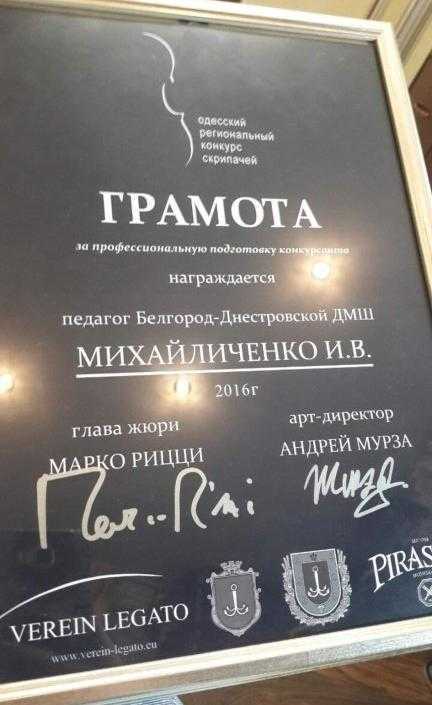 одесский
региональный
конкурс
скрипачей
ГРАМОТА
за профессиональную подготовку конкурсанта
награждается
педагог Белгород-Днестровской ДМШ
МИХАЙЛИЧЕНКО И.В.
2016г
глава жюри
МАРКО РИЦЦИ
арт-директор
АНДРЕЙ МУРЗА
VEREIN LEGATO
www.verein-legato.eu
PIRAS